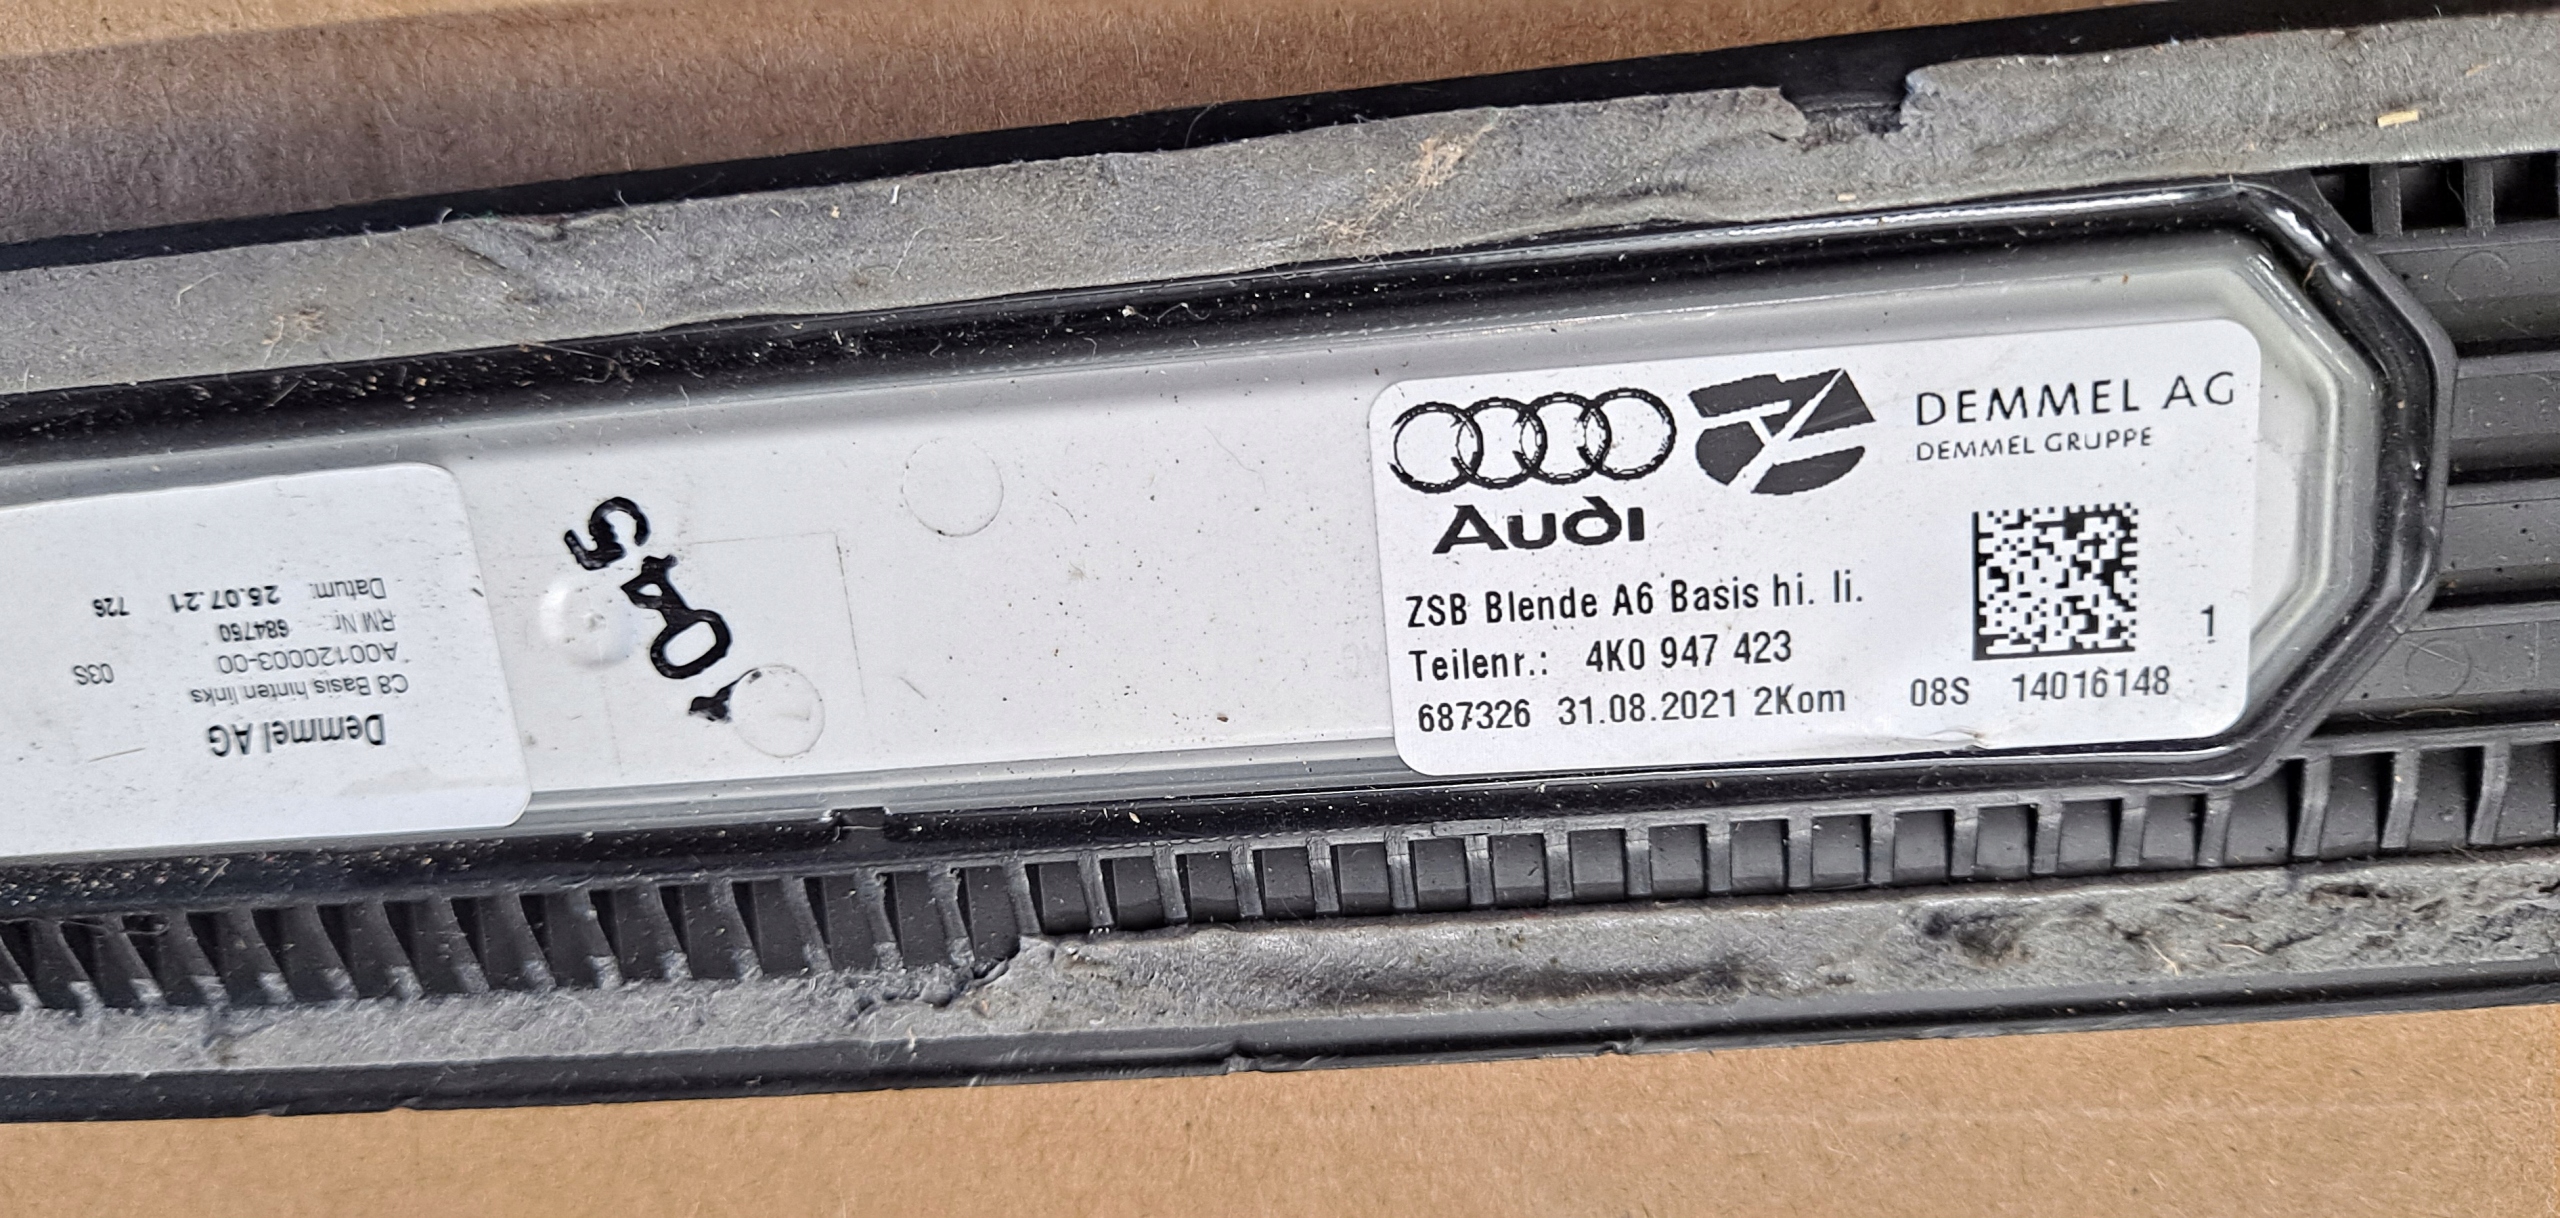 Audi
DEMMEL AG
DEMMEL GRUPPE
ZSB Blende A6 Basis hi. li.
Teilenr.: 4K0 947 423
1
687326 31.08.2021 2Kom 08S 14016148
Demmel AG
C8 Basis hinten links
A00120003-00 03S
RM Nr.: 684760
Datum: 25.07.21 726